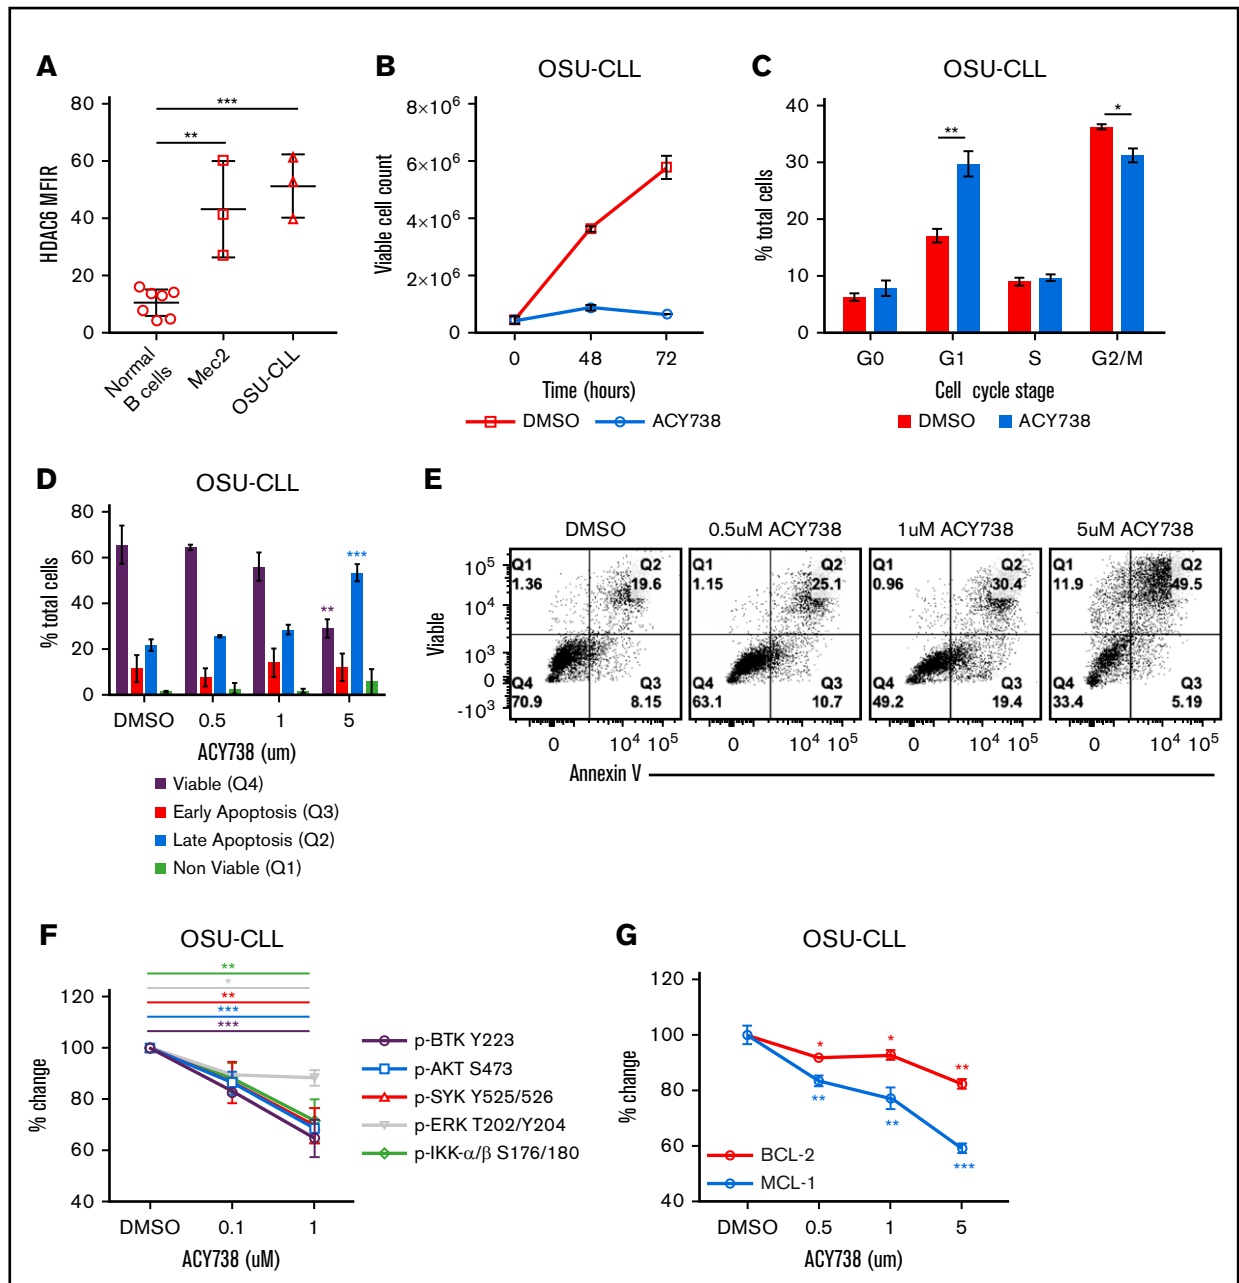 A
HDAC6 MFIR
80
60
40
20
0
***
**
Normal
B cells
Mec2
OSU-CLL
B
OSU-CLL
Viable cell count
8×10⁶
6×10⁶
4×10⁶
2×10⁶
0
0 48 72
Time (hours)
DMSO ACY738
C
OSU-CLL
% total cells
40
30
20
10
0
**
*
G0 G1 S G2/M
Cell cycle stage
DMSO ACY738
D
OSU-CLL
% total cells
80
60
40
20
0
**
***
DMSO 0.5 1 5
ACY738 (um)
Viable (Q4)
Early Apoptosis (Q3)
Late Apoptosis (Q2)
Non Viable (Q1)
E
DMSO 0.5uM ACY738 1uM ACY738 5uM ACY738
Viable
10⁵
10⁴
10³
0
-10³
Q1 Q2 Q1 Q2 Q1 Q2 Q1 Q2
1.36 19.6 1.15 25.1 0.96 30.4 11.9 49.5
Q4 Q3 Q4 Q3 Q4 Q3 Q4 Q3
70.9 8.15 63.1 10.7 49.2 19.4 33.4 5.19
0 10⁴ 10⁵ 0 10⁴ 10⁵ 0 10⁴ 10⁵ 0 10⁴ 10⁵
Annexin V
F
OSU-CLL
% change
120
100
80
60
40
**
*
**
***
***
DMSO 0.1 1
ACY738 (uM)
p-BTK Y223
p-AKT S473
p-SYK Y525/526
p-ERK T202/Y204
p-IKK-α/β S176/180
G
OSU-CLL
% change
120
100
80
60
40
* * **
** ** ***
BCL-2
MCL-1
DMSO 0.5 1 5
ACY738 (um)